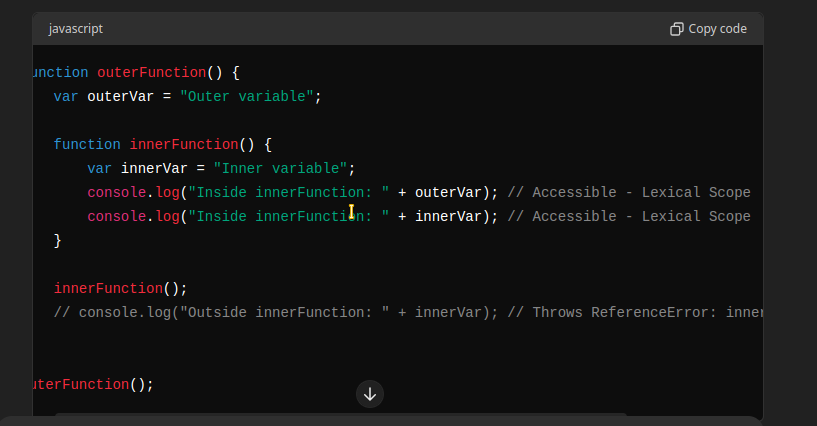 javascript
Copy code
unction outerFunction() {
var outerVar = "Outer variable";
function innerFunction() {
var innerVar = "Inner variable";
console.log("Inside innerFunction: " + outerVar); // Accessible - Lexical Scope
console.log("Inside innerFunction: " + innerVar); // Accessible - Lexical Scope
}
innerFunction();
// console.log("Outside innerFunction: " + innerVar); // Throws ReferenceError: inner
uterFunction();